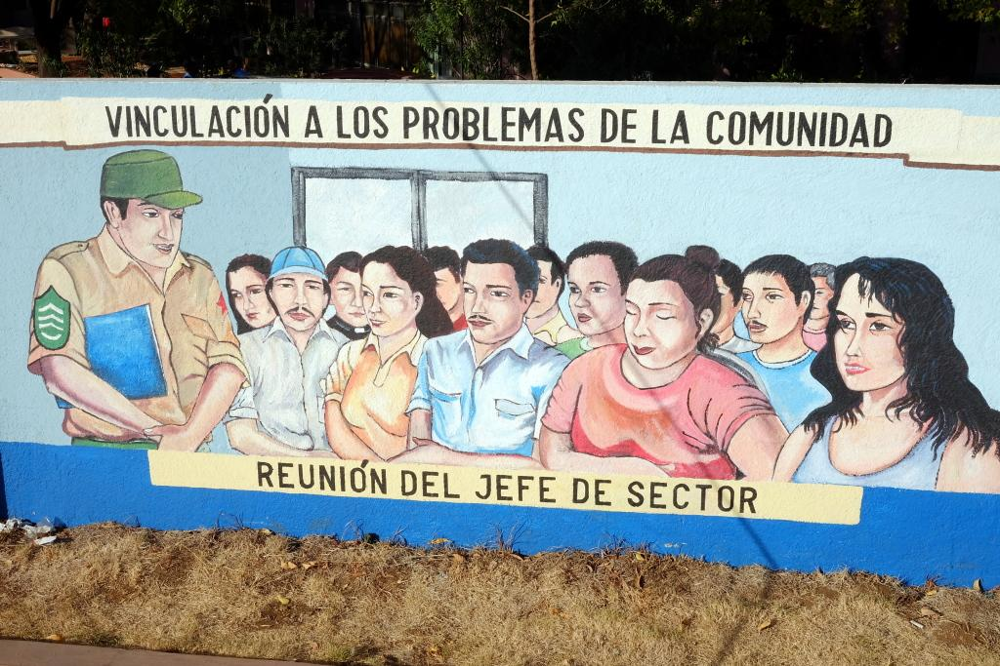 VINCULACIÓN A LOS PROBLEMAS DE LA COMUNIDAD
REUNIÓN DEL JEFE DE SECTOR